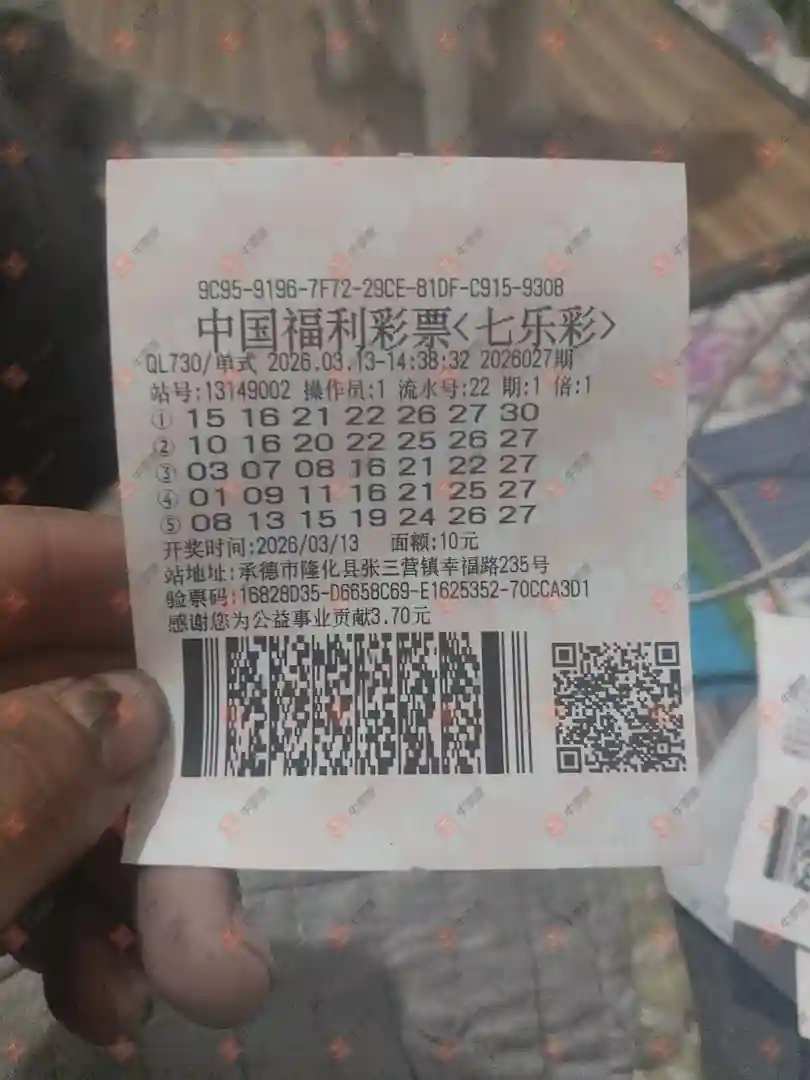 9C95-9196-7F72-29CE-81DF-C915-9308
中国福利彩票<七乐彩>
QL730/单式 2026.03.13-14:38:32 2026027期
站号:13149002 操作员:1 流水号:22 期:1 倍:1
① 15 16 21 22 26 27 30
② 10 16 20 22 25 26 27
③ 03 07 08 16 21 22 27
④ 01 09 11 16 21 25 27
⑤ 08 13 15 19 24 26 27
开奖时间:2026/03/13 面额:10元
站地址:承德市隆化县张三营镇幸福路235号
验票码:16828D35-D6658C69-E1625352-70CCA3D1
感谢您为公益事业贡献3.70元